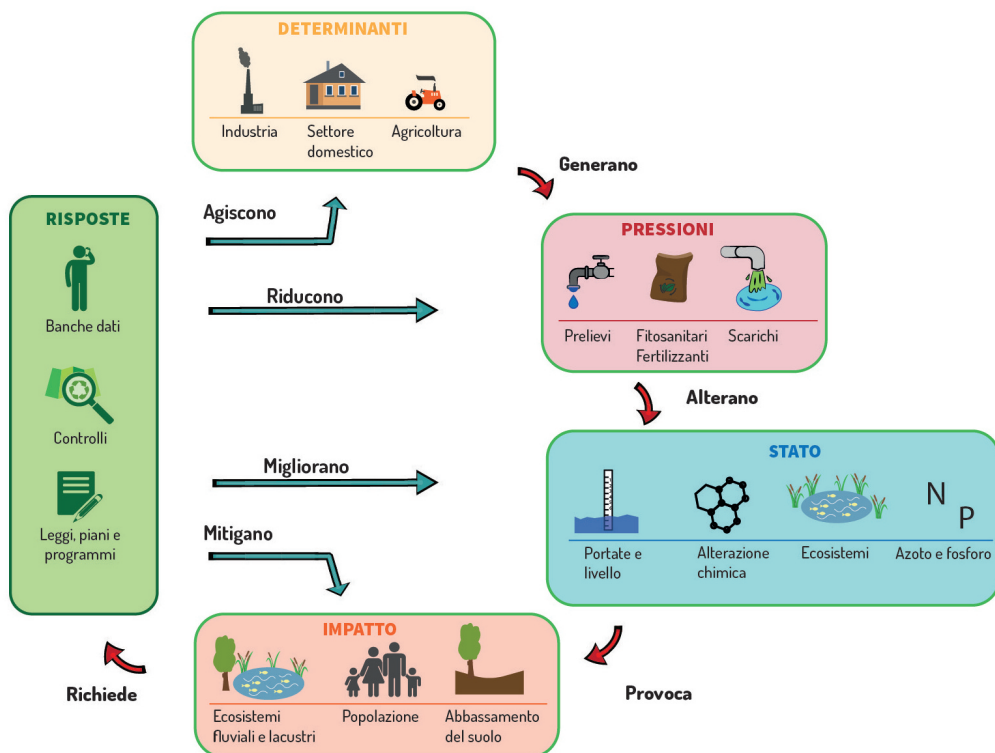 DETERMINANTI
Industria
Settore
domestico
Agricoltura
Generano
RISPOSTE
Banche dati
Controlli
Leggi, piani e
programmi
Agiscono
Riducono
PRESSIONI
Prelievi
Fitosanitari
Fertilizzanti
Scarichi
Alterano
Migliorano
Mitigano
STATO
Portate e
livello
Alterazione
chimica
Ecosistemi
N
P
Azoto e fosforo
IMPATTO
Ecosistemi
fluviali e lacustri
Popolazione
Abbassamento
del suolo
Provoca
Richiede